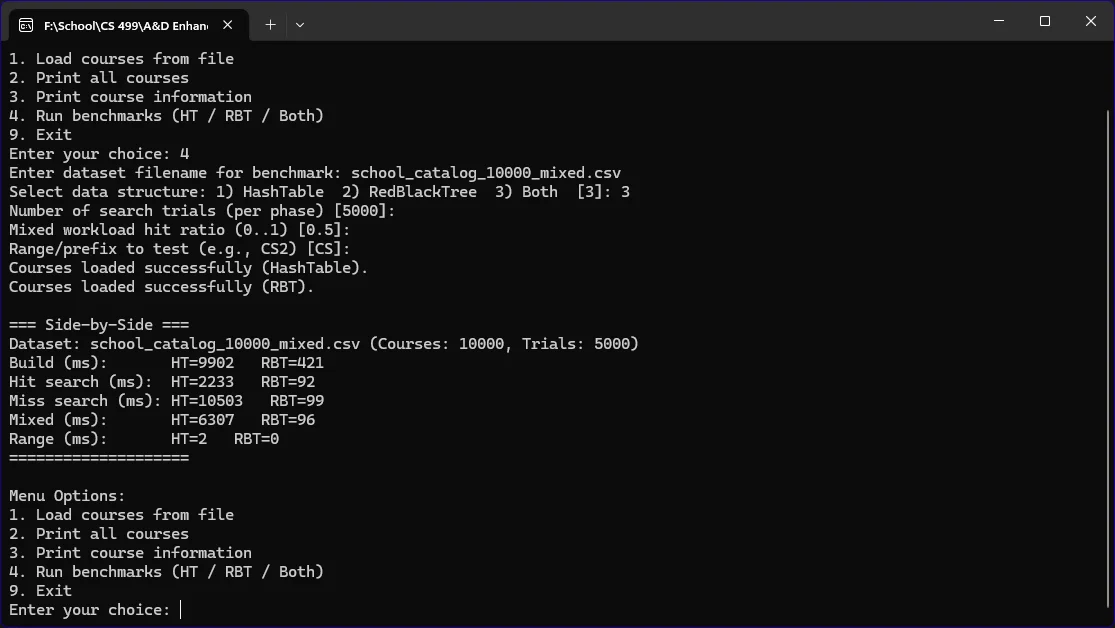 F:\School\CS 499\A&D Enhan
1. Load courses from file
2. Print all courses
3. Print course information
4. Run benchmarks (HT / RBT / Both)
9. Exit
Enter your choice: 4
Enter dataset filename for benchmark: school_catalog_10000_mixed.csv
Select data structure: 1) HashTable  2) RedBlackTree  3) Both  [3]: 3
Number of search trials (per phase) [5000]:
Mixed workload hit ratio (0..1) [0.5]:
Range/prefix to test (e.g., CS2) [CS]:
Courses loaded successfully (HashTable).
Courses loaded successfully (RBT).
=== Side-by-Side ===
Dataset: school_catalog_10000_mixed.csv (Courses: 10000, Trials: 5000)
Build (ms):       HT=9902   RBT=421
Hit search (ms):  HT=2233   RBT=92
Miss search (ms): HT=10503   RBT=99
Mixed (ms):       HT=6307   RBT=96
Range (ms):       HT=2   RBT=0
====================
Menu Options:
1. Load courses from file
2. Print all courses
3. Print course information
4. Run benchmarks (HT / RBT / Both)
9. Exit
Enter your choice: